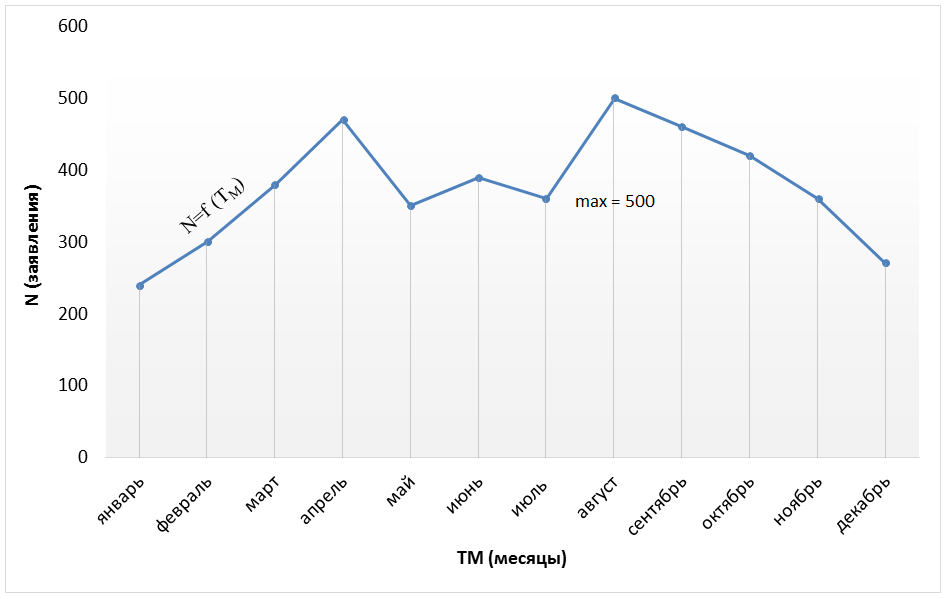 600
500
400
300
200
100
0
N (заявления)
N=f (TM)
max = 500
январь
февраль
март
апрель
май
июнь
июль
август
сентябрь
октябрь
ноябрь
декабрь
ТМ (месяцы)